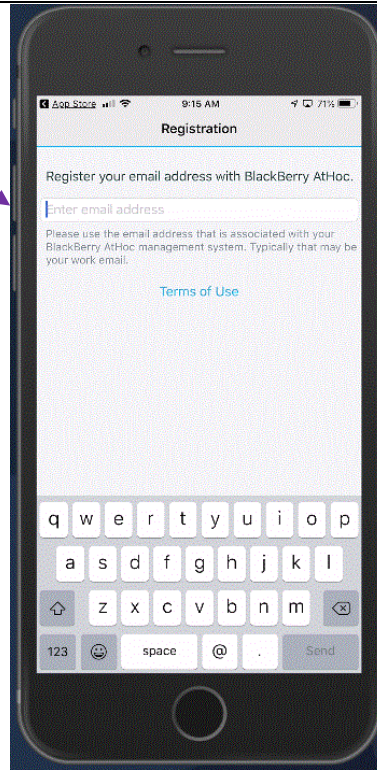 App Store 9:15 AM 71%
Registration
Register your email address with BlackBerry AtHoc.
Enter email address
Please use the email address that is associated with your
BlackBerry AtHoc management system. Typically that may be
your work email.
Terms of Use
q w e r t y u i o p
a s d f g h j k l
z x c v b n m
123 space @ . Send